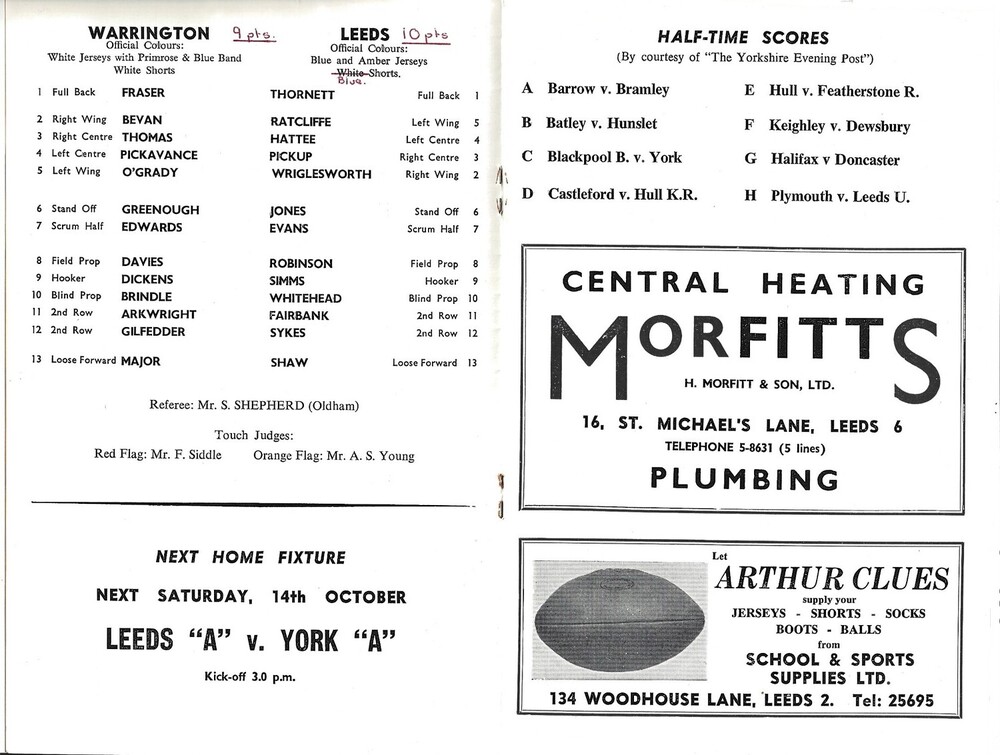 WARRINGTON 9 pts.
Official Colours:
White Jerseys with Primrose & Blue Band
White Shorts
LEEDS 10 pts
Official Colours:
Blue and Amber Jerseys
White Shorts.
Blue.
1 Full Back FRASER THORNETT Full Back 1
2 Right Wing BEVAN RATCLIFFE Left Wing 5
3 Right Centre THOMAS HATTEE Left Centre 4
4 Left Centre PICKAVANCE PICKUP Right Centre 3
5 Left Wing O'GRADY WRIGLESWORTH Right Wing 2
6 Stand Off GREENOUGH JONES Stand Off 6
7 Scrum Half EDWARDS EVANS Scrum Half 7
8 Field Prop DAVIES ROBINSON Field Prop 8
9 Hooker DICKENS SIMMS Hooker 9
10 Blind Prop BRINDLE WHITEHEAD Blind Prop 10
11 2nd Row ARKWRIGHT FAIRBANK 2nd Row 11
12 2nd Row GILFEDDER SYKES 2nd Row 12
13 Loose Forward MAJOR SHAW Loose Forward 13
Referee: Mr. S. SHEPHERD (Oldham)
Touch Judges:
Red Flag: Mr. F. Siddle Orange Flag: Mr. A. S. Young
NEXT HOME FIXTURE
NEXT SATURDAY, 14th OCTOBER
LEEDS "A" v. YORK "A"
Kick-off 3.0 p.m.
HALF-TIME SCORES
(By courtesy of "The Yorkshire Evening Post")
A Barrow v. Bramley E Hull v. Featherstone R.
B Batley v. Hunslet F Keighley v. Dewsbury
C Blackpool B. v. York G Halifax v Doncaster
D Castleford v. Hull K.R. H Plymouth v. Leeds U.
CENTRAL HEATING
MORFITTS
H. MORFITT & SON, LTD.
16, ST. MICHAEL'S LANE, LEEDS 6
TELEPHONE 5-8631 (5 lines)
PLUMBING
Let
ARTHUR CLUES
supply your
JERSEYS - SHORTS - SOCKS
BOOTS - BALLS
from
SCHOOL & SPORTS
SUPPLIES LTD.
134 WOODHOUSE LANE, LEEDS 2. Tel: 25695